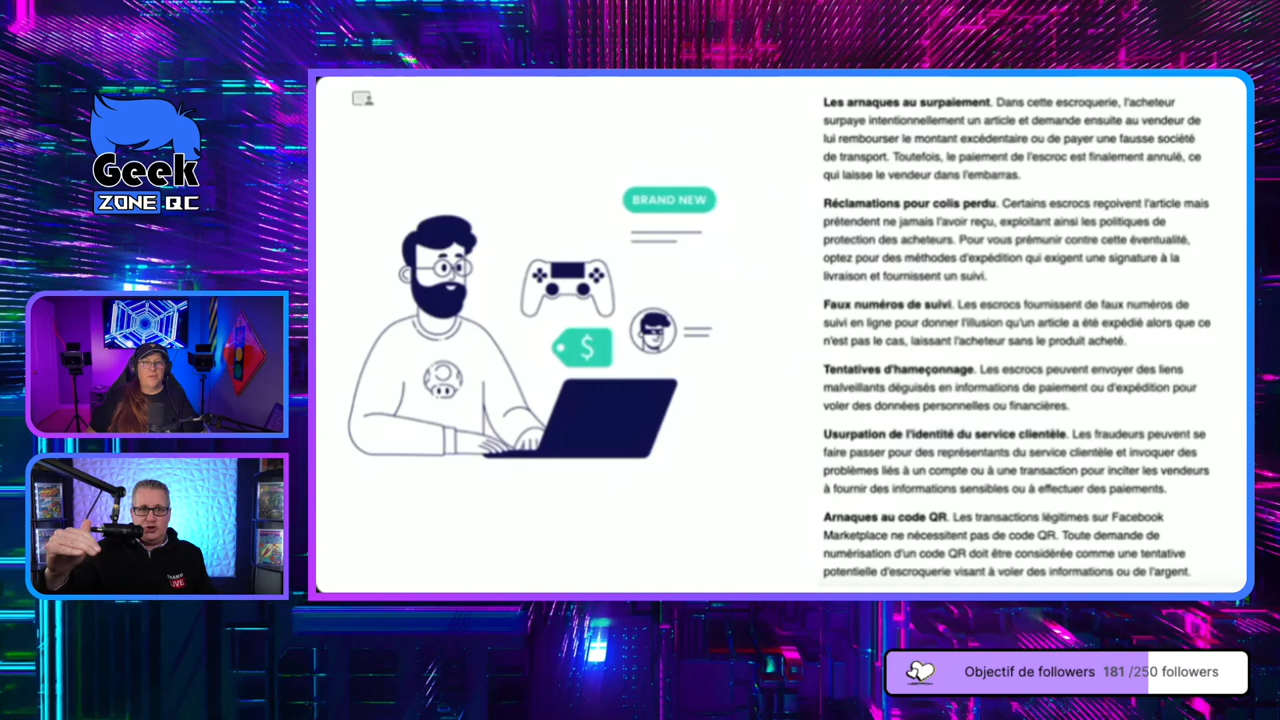 Geek
ZONE QC
BRAND NEW
$
Les arnaques au surpaiement. Dans cette escroquerie, l'acheteur
surpaye intentionnellement un article et demande ensuite au vendeur de
lui rembourser le montant excédentaire ou de payer une fausse société
de transport. Toutefois, le paiement de l'escroc est finalement annulé, ce
qui laisse le vendeur dans l'embarras.
Réclamations pour colis perdu. Certains escrocs reçoivent l'article mais
prétendent ne jamais l'avoir reçu, exploitant ainsi les politiques de
protection des acheteurs. Pour vous prémunir contre cette éventualité,
optez pour des méthodes d'expédition qui exigent une signature à la
livraison et fournissent un suivi.
Faux numéros de suivi. Les escrocs fournissent de faux numéros de
suivi en ligne pour donner l'illusion qu'un article a été expédié alors que ce
n'est pas le cas, laissant l'acheteur sans le produit acheté.
Tentatives d'hameçonnage. Les escrocs peuvent envoyer des liens
malveillants déguisés en informations de paiement ou d'expédition pour
voler des données personnelles ou financières.
Usurpation de l'identité du service clientèle. Les fraudeurs peuvent se
faire passer pour des représentants du service clientèle et invoquer des
problèmes liés à un compte ou à une transaction pour inciter les vendeurs
à fournir des informations sensibles ou à effectuer des paiements.
Arnaques au code QR. Les transactions légitimes sur Facebook
Marketplace ne nécessitent pas de code QR. Toute demande de
numérisation d'un code QR doit être considérée comme une tentative
potentielle d'escroquerie visant à voler des informations ou de l'argent.
LIVE
Objectif de followers 181 /250 followers